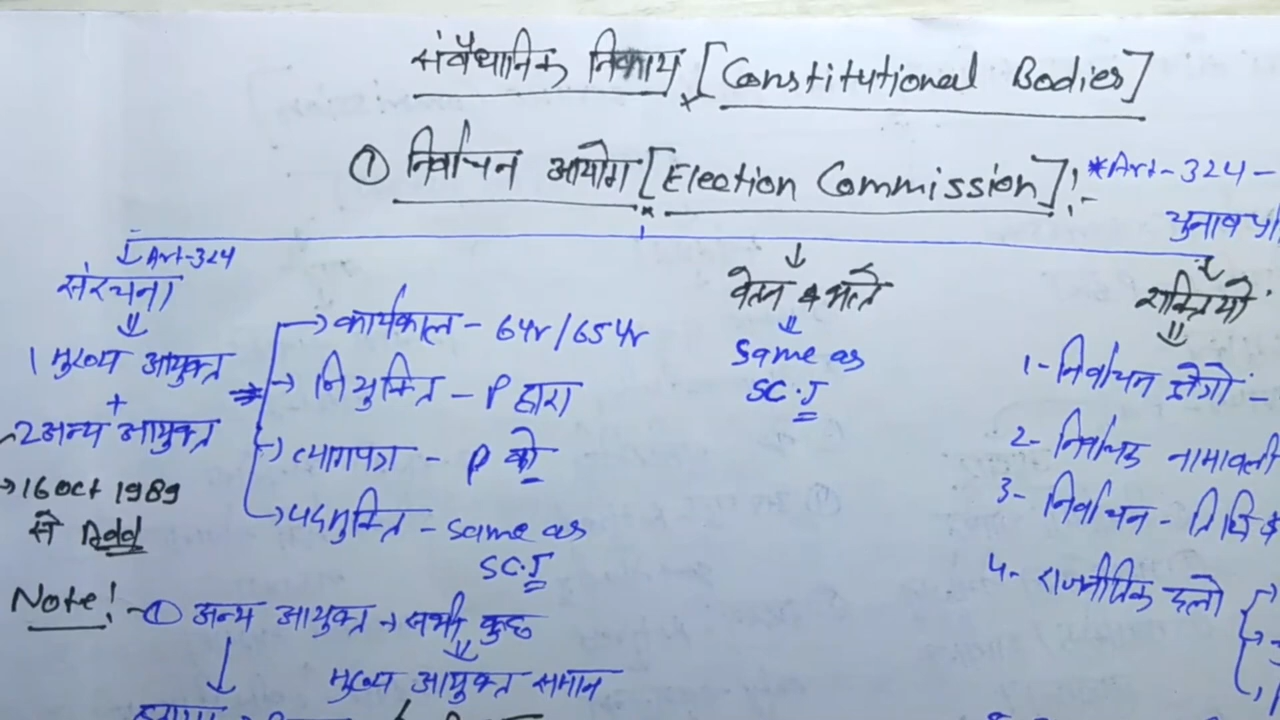 संवैधानिक निकाय [Constitutional Bodies]
① निर्वाचन आयोग [Election Commission]:-
*Art-324-
चुनाव
Art-324
संरचना
1 मुख्य आयुक्त
+
2 अन्य आयुक्त
→16 Oct 1989
से Add
→ कार्यकाल - 6Yr/65Yr
→ नियुक्ति - P द्वारा
→ त्यागपत्र - P को
→ पदमुक्ति - same as
SC.J
वेतन & भत्ते
Same as
SC.J
शक्तियाँ
1- निर्वाचन क्षेत्रों -
2- निर्वाचक नामावली
3- निर्वाचन - तिथि
4- राजनीतिक दलों
Note!- ① अन्य आयुक्त → सभी कुछ
मुख्य आयुक्त समान